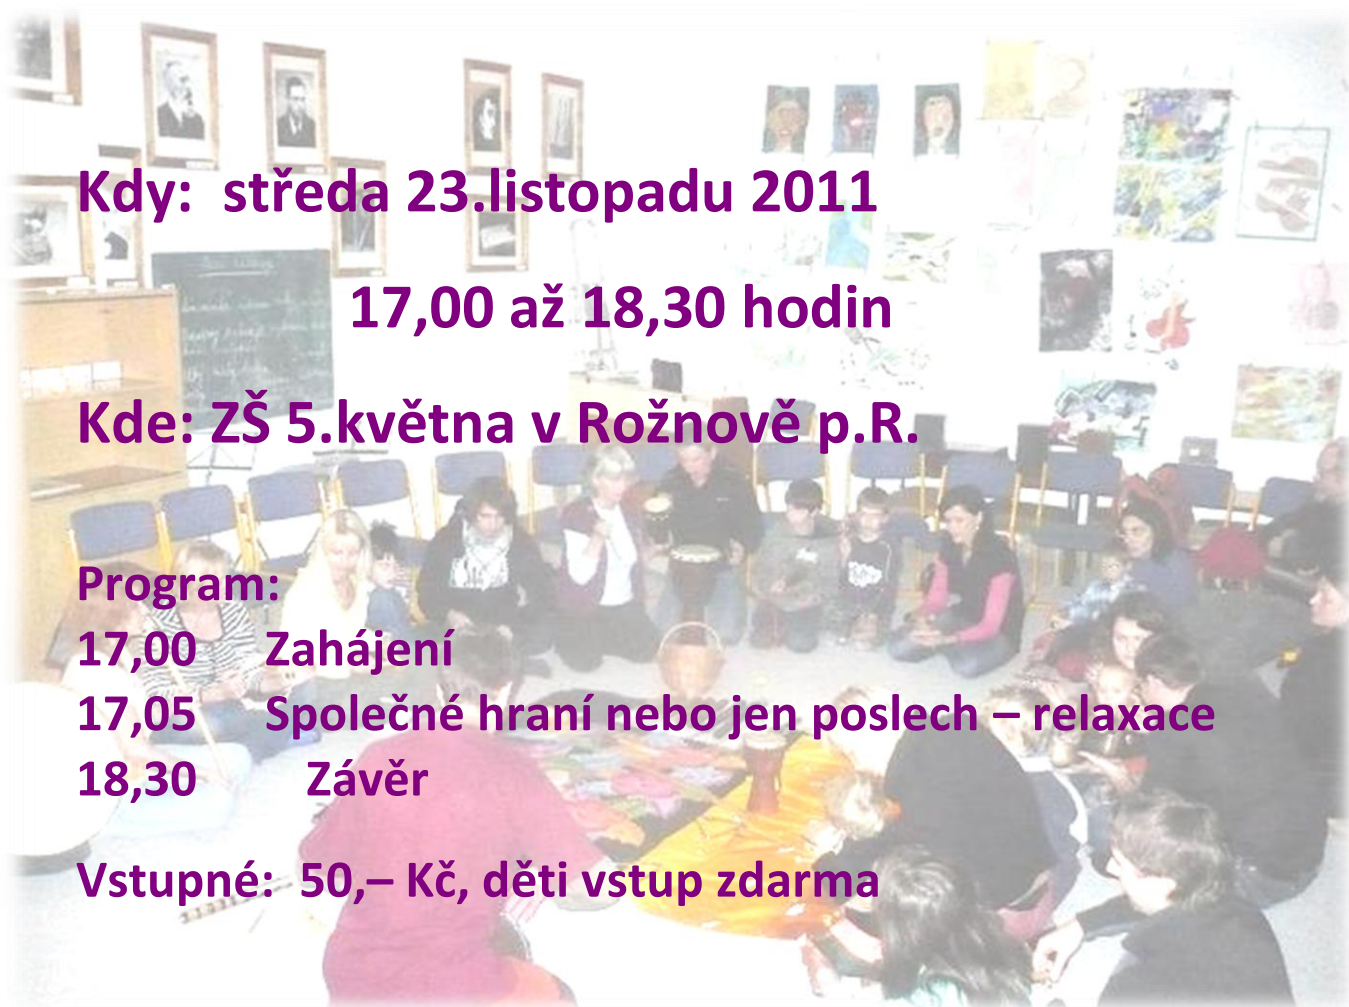 Kdy: středa 23.listopadu 2011
17,00 až 18,30 hodin
Kde: ZŠ 5.května v Rožnově p.R.
Program:
17,00 Zahájení
17,05 Společné hraní nebo jen poslech – relaxace
18,30 Závěr
Vstupné: 50,– Kč, děti vstup zdarma